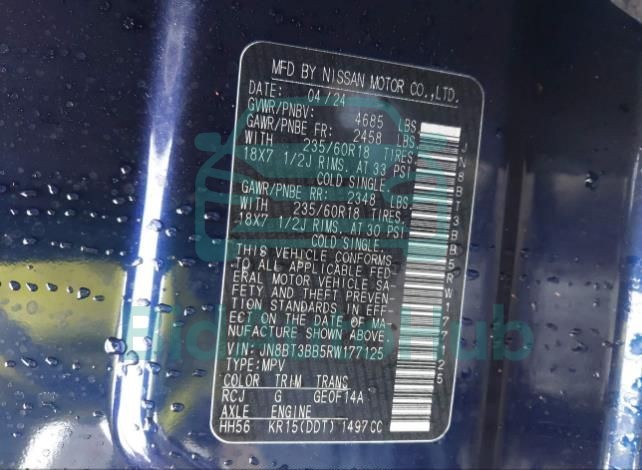 MFD BY NISSAN MOTOR CO.,LTD.
DATE: 04/24
GVWR/PNBV: 4685 LBS
GAWR/PNBE FR: 2458 LBS
WITH 235/60R18 TIRES,
18X7 1/2J RIMS. AT 33 PSI
COLD SINGLE
GAWR/PNBE RR: 2348 LBS
WITH 235/60R18 TIRES,
18X7 1/2J RIMS. AT 30 PSI
COLD SINGLE
THIS VEHICLE CONFORMS
TO ALL APPLICABLE FED-
ERAL MOTOR VEHICLE SA-
FETY AND THEFT PREVEN-
TION STANDARDS IN EFF-
ECT ON THE DATE OF MA-
NUFACTURE SHOWN ABOVE.
VIN: JN8BT3BB5RW177125
TYPE: MPV
COLOR TRIM TRANS
RCJ G GE0F14A
AXLE ENGINE
HH56 KR15(DDT) 1497CC
JN8BT3BB5RW177125